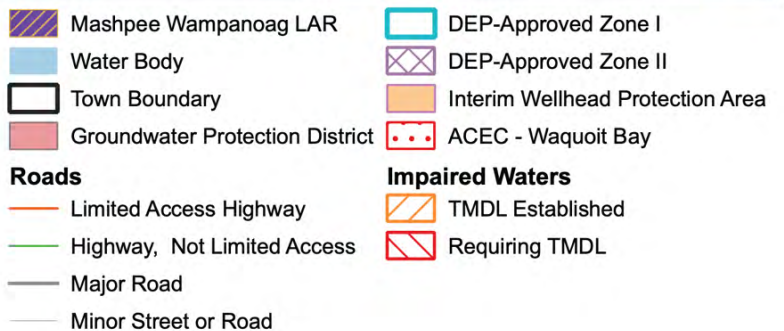 Mashpee Wampanoag LAR
Water Body
Town Boundary
Groundwater Protection District
Roads
Limited Access Highway
Highway, Not Limited Access
Major Road
Minor Street or Road
DEP-Approved Zone I
DEP-Approved Zone II
Interim Wellhead Protection Area
ACEC - Waquoit Bay
Impaired Waters
TMDL Established
Requiring TMDL